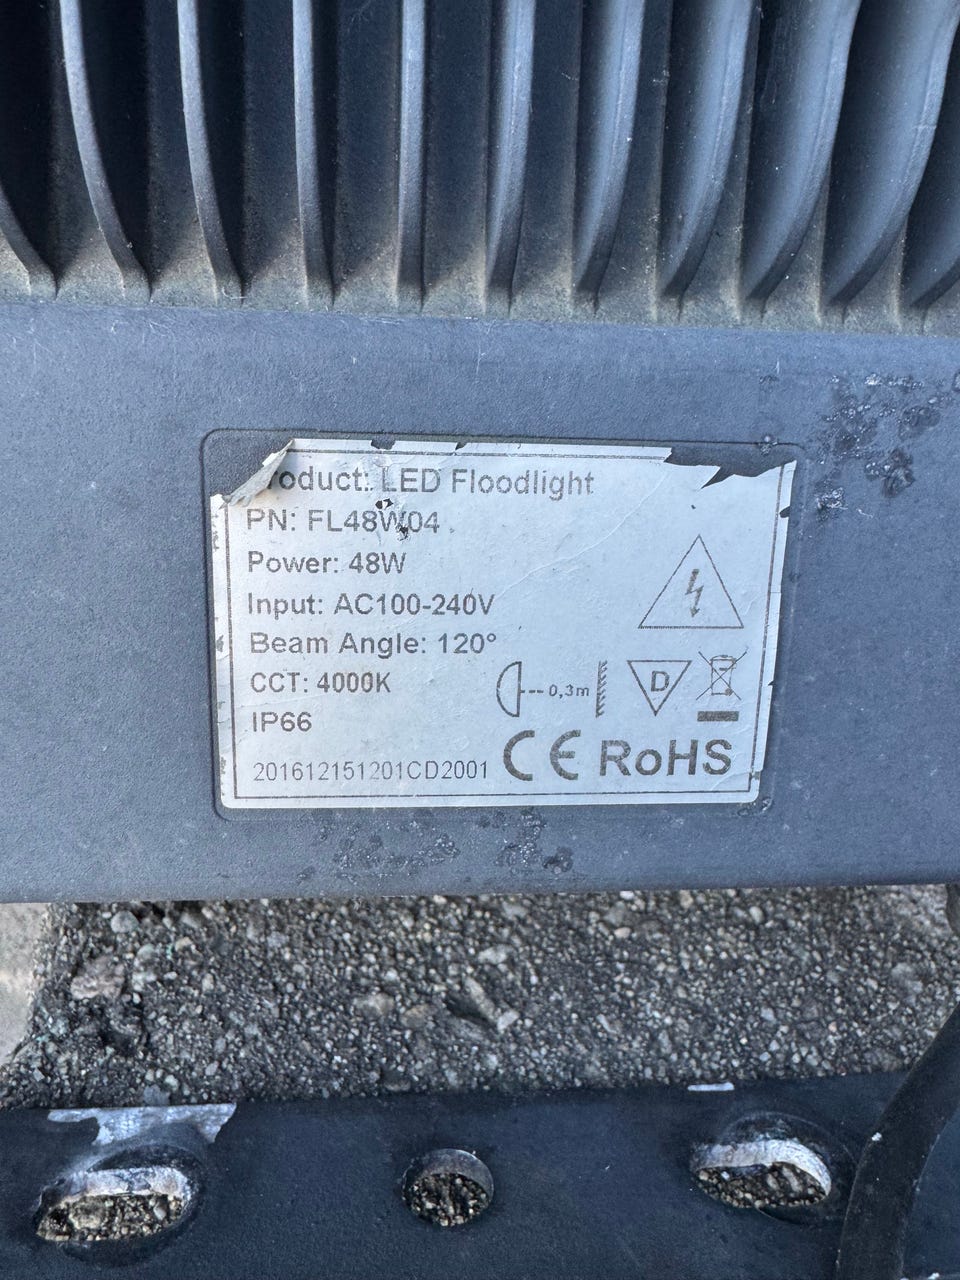 Product: LED Floodlight
PN: FL48W04
Power: 48W
Input: AC100-240V
Beam Angle: 120°
CCT: 4000K
0,3m
D
IP66
201612151201CD2001 CE RoHS